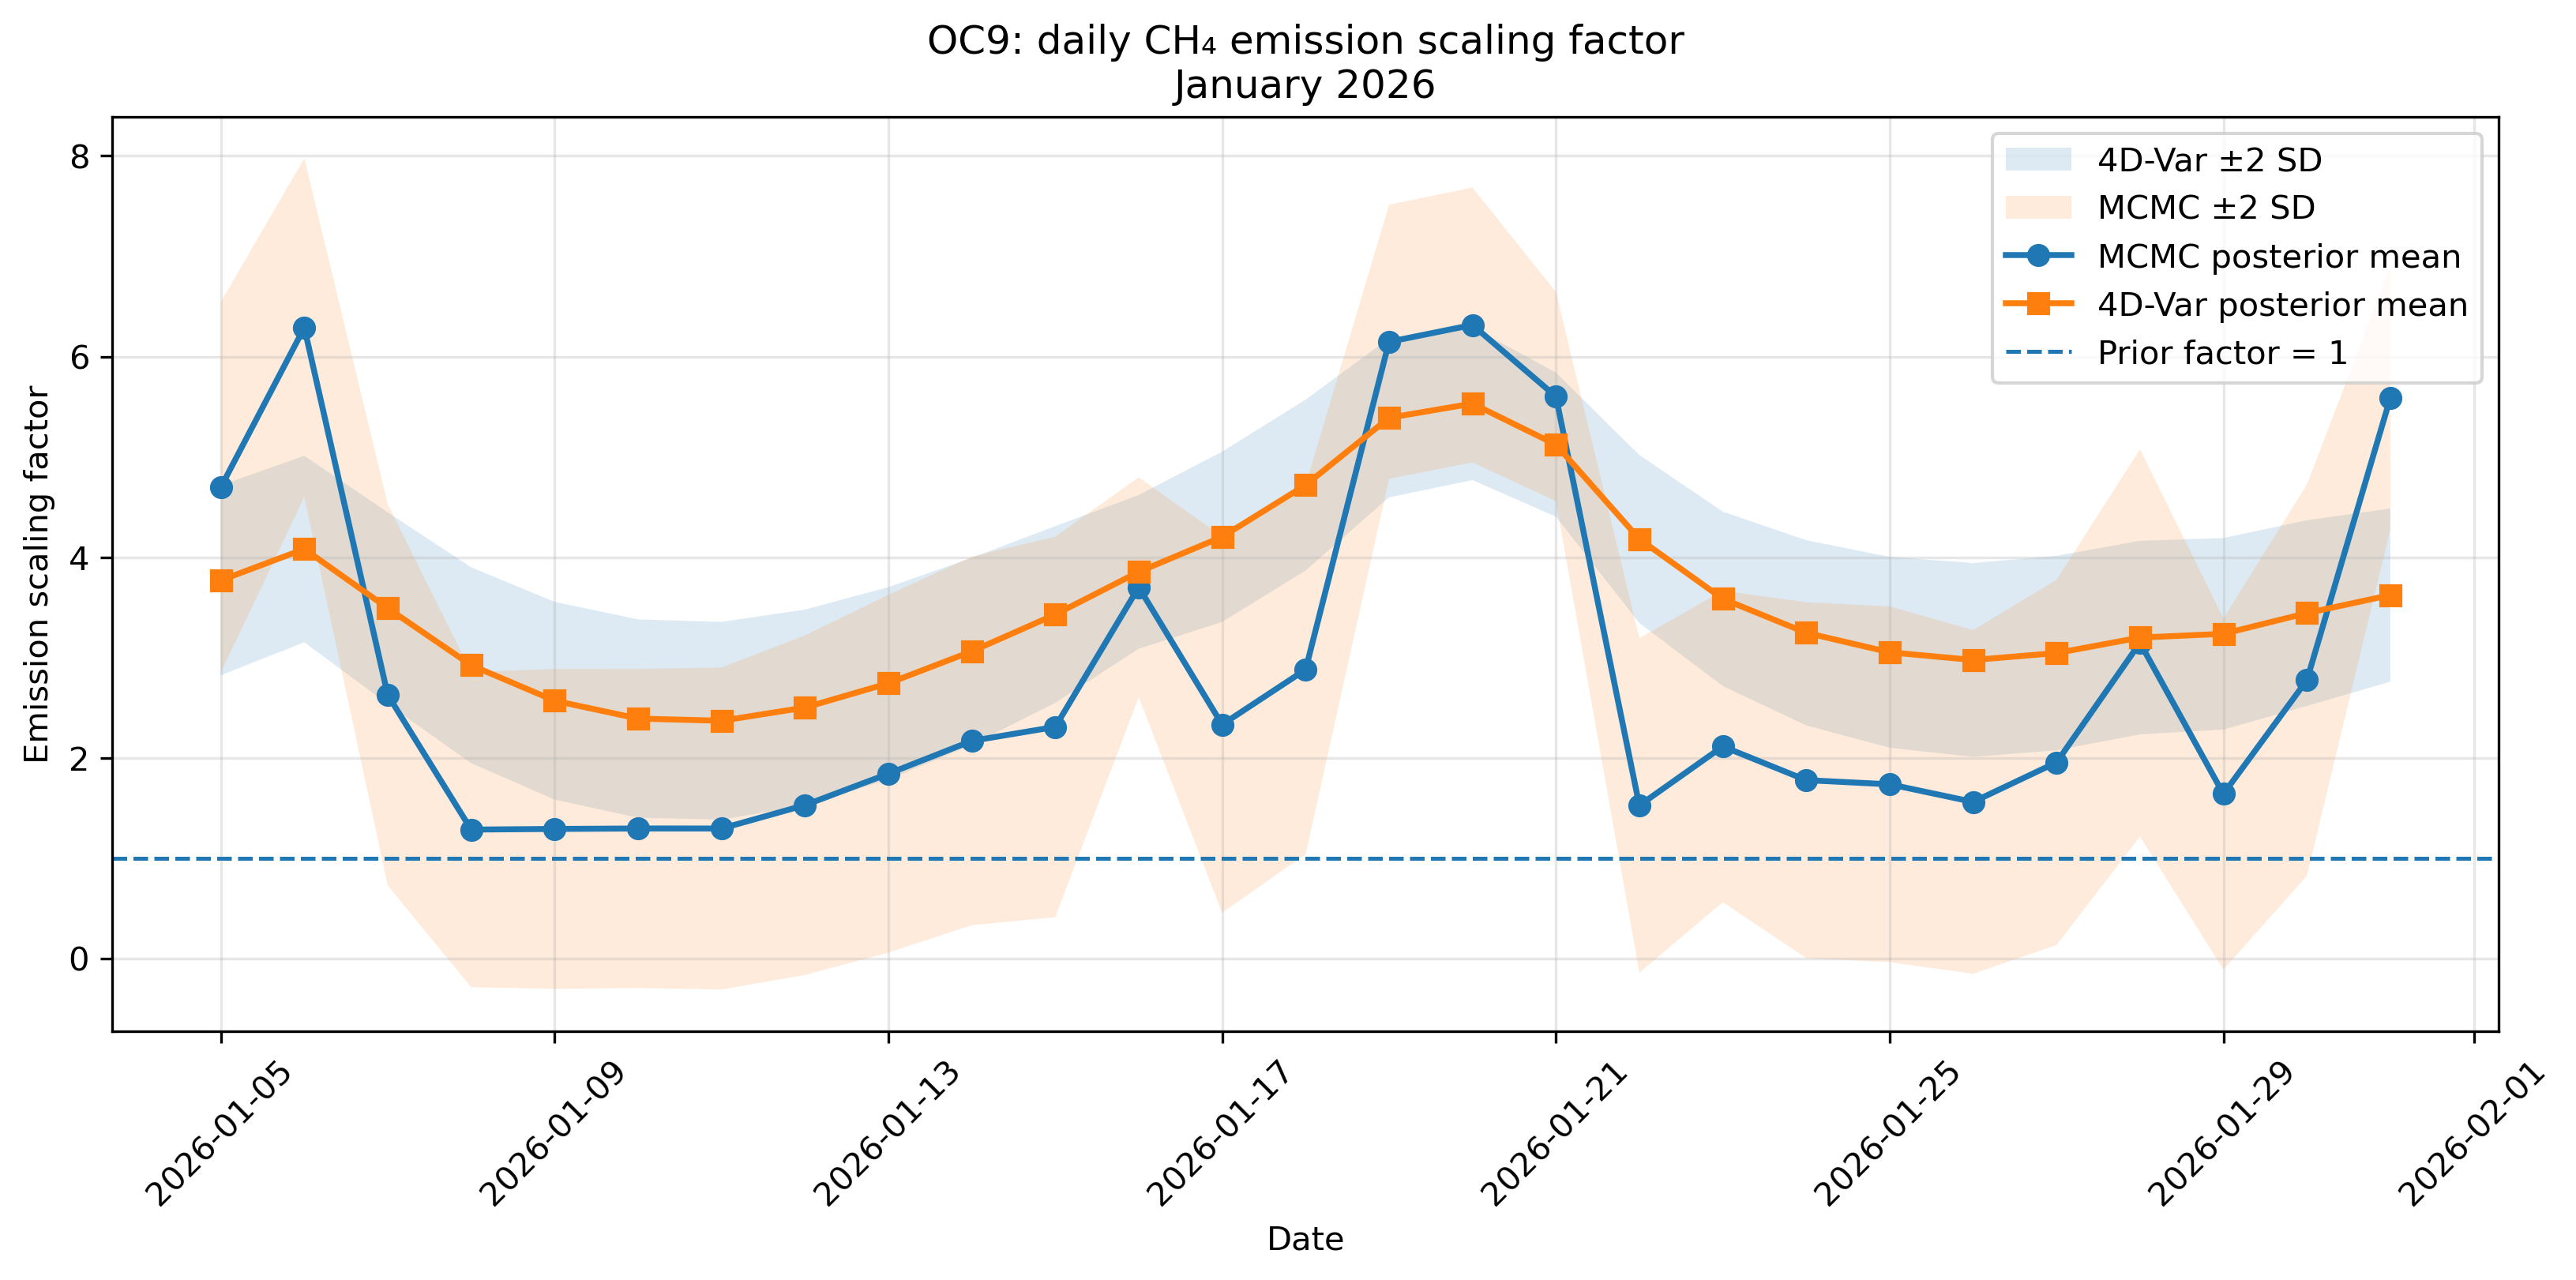 OC9: daily CH₄ emission scaling factor
January 2026
8
6
4
2
0
Emission scaling factor
4D-Var ±2 SD
MCMC ±2 SD
MCMC posterior mean
4D-Var posterior mean
Prior factor = 1
2026-01-05
2026-01-09
2026-01-13
2026-01-17
2026-01-21
2026-01-25
2026-01-29
2026-02-01
Date